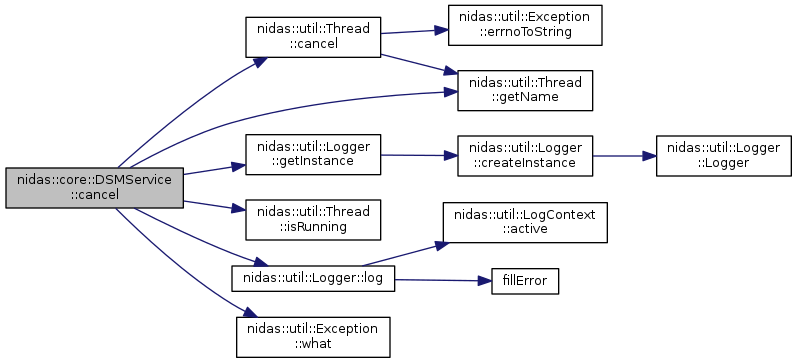 nidas::core::DSMService
::cancel
nidas::util::Thread
::cancel
nidas::util::Exception
::errnoToString
nidas::util::Thread
::getName
nidas::util::Logger
::getInstance
nidas::util::Logger
::createInstance
nidas::util::Logger
::Logger
nidas::util::Thread
::isRunning
nidas::util::Logger::log
nidas::util::LogContext
::active
fillError
nidas::util::Exception
::what